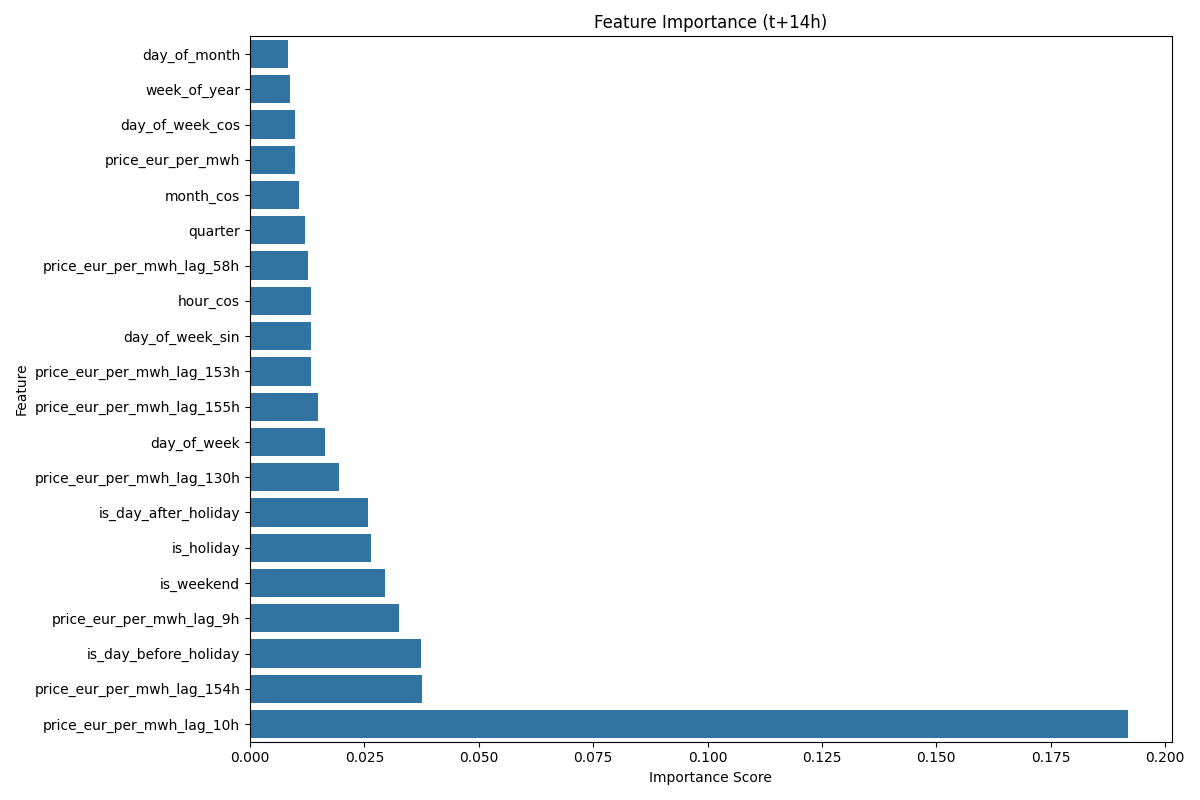 Feature Importance (t+14h)
Feature
day_of_month
week_of_year
day_of_week_cos
price_eur_per_mwh
month_cos
quarter
price_eur_per_mwh_lag_58h
hour_cos
day_of_week_sin
price_eur_per_mwh_lag_153h
price_eur_per_mwh_lag_155h
day_of_week
price_eur_per_mwh_lag_130h
is_day_after_holiday
is_holiday
is_weekend
price_eur_per_mwh_lag_9h
is_day_before_holiday
price_eur_per_mwh_lag_154h
price_eur_per_mwh_lag_10h
0.000 0.025 0.050 0.075 0.100 0.125 0.150 0.175 0.200
Importance Score